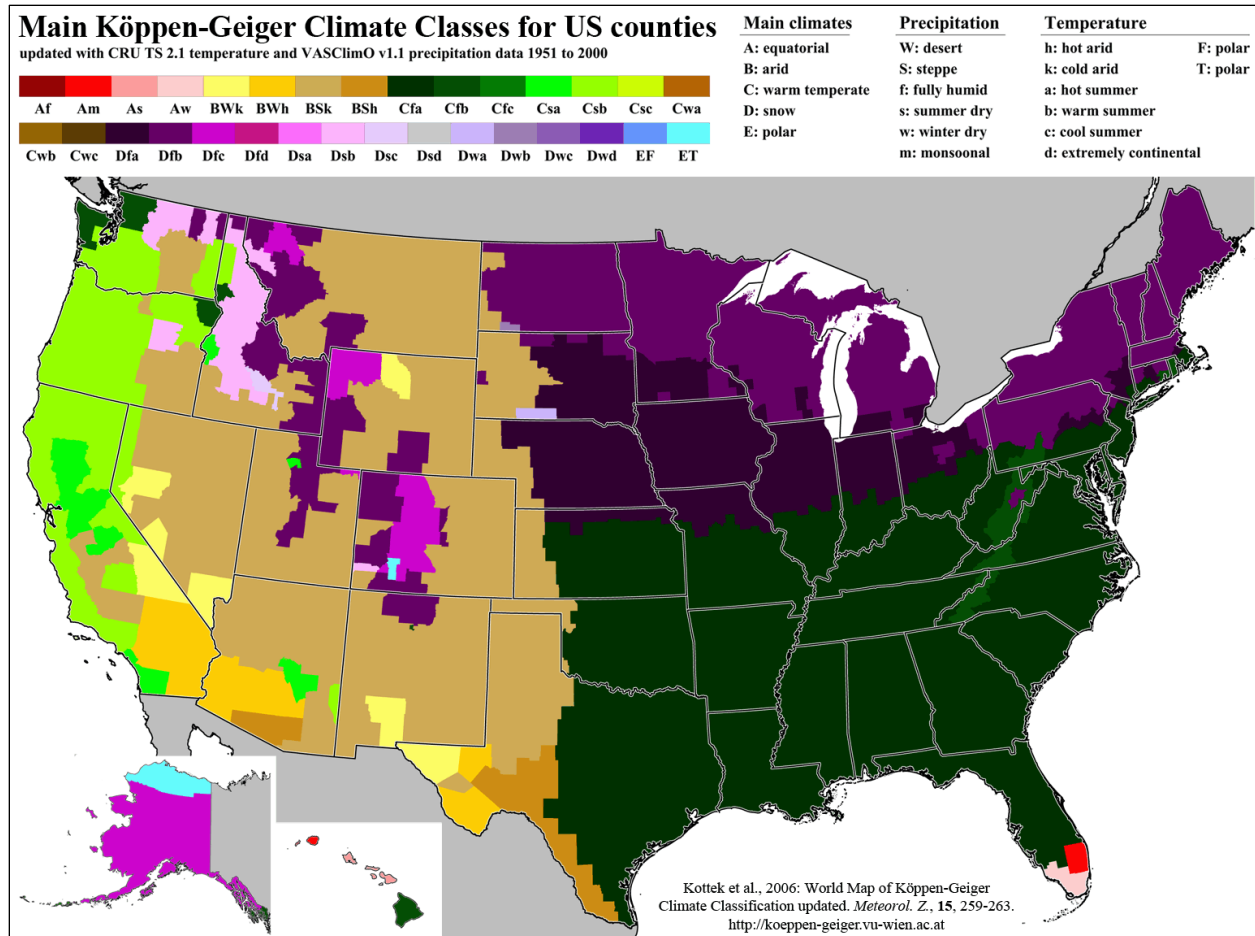 Main Köppen-Geiger Climate Classes for US counties
updated with CRU TS 2.1 temperature and VASClimO v1.1 precipitation data 1951 to 2000
Af Am As Aw BWk BWh BSk BSh Cfa Cfb Cfc Csa Csb Csc Cwa
Cwb Cwc Dfa Dfb Dfc Dfd Dsa Dsb Dsc Dsd Dwa Dwb Dwc Dwd EF ET
Main climates
A: equatorial
B: arid
C: warm temperate
D: snow
E: polar
Precipitation
W: desert
S: steppe
f: fully humid
s: summer dry
w: winter dry
m: monsoonal
Temperature
h: hot arid F: polar
k: cold arid T: polar
a: hot summer
b: warm summer
c: cool summer
d: extremely continental
Kottek et al., 2006: World Map of Köppen-Geiger
Climate Classification updated. Meteorol. Z., 15, 259-263.
http://koeppen-geiger.vu-wien.ac.at